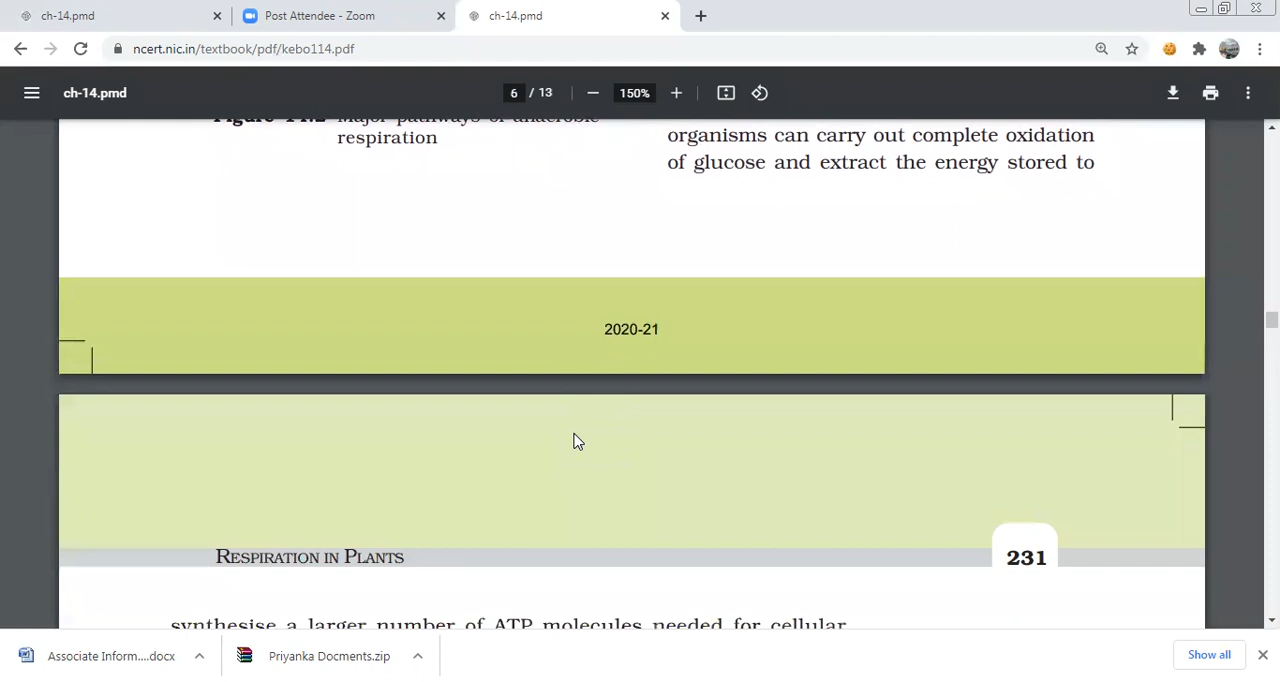 ch-14.pmd
Post Attendee - Zoom
ch-14.pmd
ncert.nic.in/textbook/pdf/kebo114.pdf
ch-14.pmd
6 / 13
150%
Figure 14.2 Major pathways of anaerobic
respiration
organisms can carry out complete oxidation
of glucose and extract the energy stored to
2020-21
RESPIRATION IN PLANTS
231
synthesise a larger number of ATP molecules needed for cellular
Associate Inform....docx
Priyanka Docments.zip
Show all